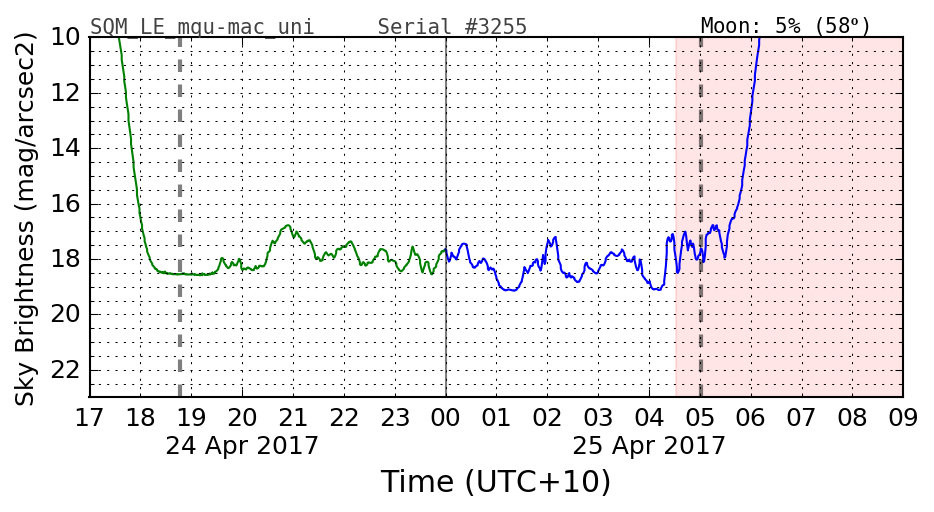 SQM_LE_mqu-mac_uni Serial #3255 Moon: 5% (58°)
Sky Brightness (mag/arcsec2)
10
12
14
16
18
20
22
17 18 19 20 21 22 23 00 01 02 03 04 05 06 07 08 09
24 Apr 2017 25 Apr 2017
Time (UTC+10)